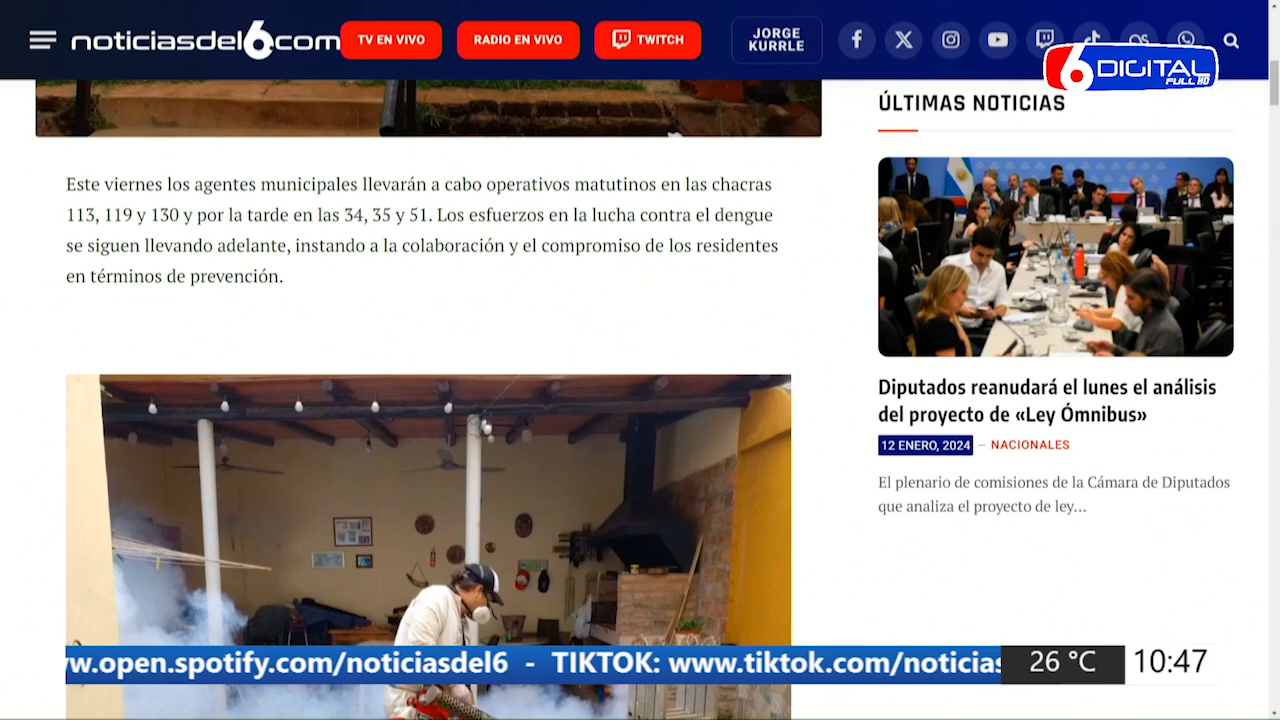 noticiasdel6.com
TV EN VIVO
RADIO EN VIVO
TWITCH
JORGE
KURRLE
6 DIGITAL
FULL HD
ÚLTIMAS NOTICIAS
Este viernes los agentes municipales llevarán a cabo operativos matutinos en las chacras
113, 119 y 130 y por la tarde en las 34, 35 y 51. Los esfuerzos en la lucha contra el dengue
se siguen llevando adelante, instando a la colaboración y el compromiso de los residentes
en términos de prevención.
Diputados reanudará el lunes el análisis
del proyecto de «Ley Ómnibus»
12 ENERO, 2024 – NACIONALES
El plenario de comisiones de la Cámara de Diputados
que analiza el proyecto de ley...
w.open.spotify.com/noticiasdel6 - TIKTOK: www.tiktok.com/noticias
26 °C
10:47